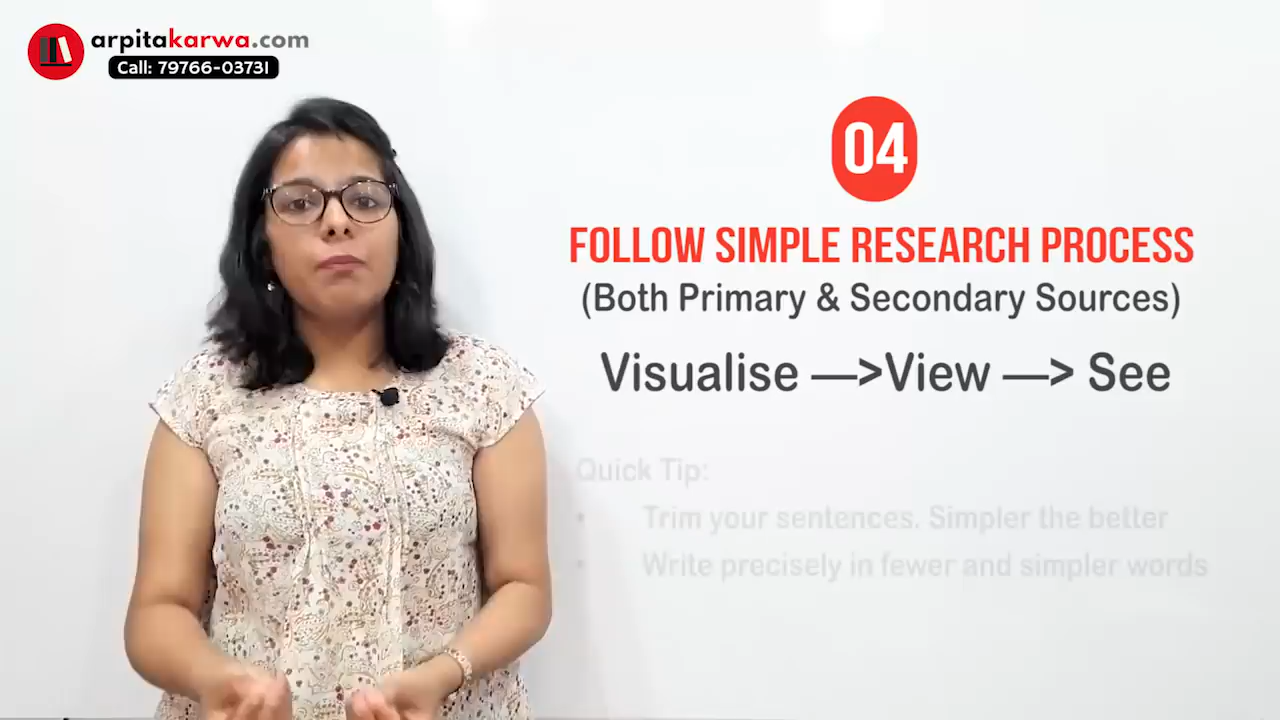 arpitakarwa.com
Call: 79766-03731
04
FOLLOW SIMPLE RESEARCH PROCESS
(Both Primary & Secondary Sources)
Visualise —>View —> See
Quick Tip:
• Trim your sentences. Simpler the better
• Write precisely in fewer and simpler words